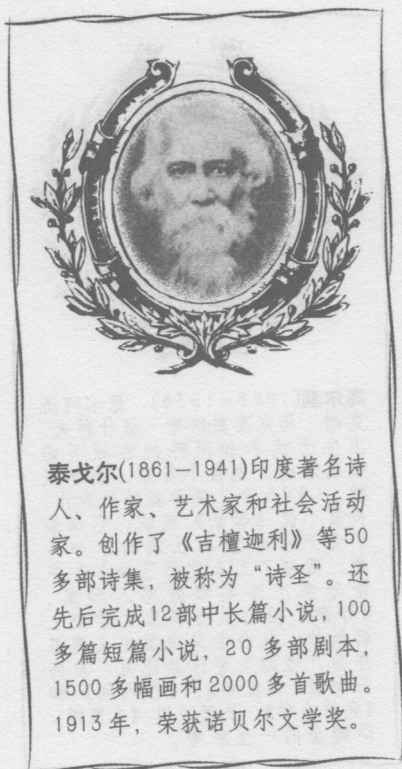 泰戈尔(1861—1941)印度著名诗
人、作家、艺术家和社会活动
家。创作了《吉檀迦利》等50
多部诗集，被称为“诗圣”。还
先后完成12部中长篇小说，100
多篇短篇小说，20多部剧本，
1500多幅画和2000多首歌曲。
1913年，荣获诺贝尔文学奖。